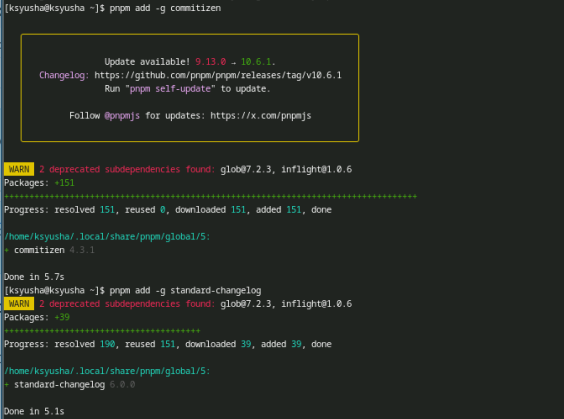 [ksyusha@ksyusha ~]$ pnpm add -g commitizen
Update available! 9.13.0 → 10.6.1.
Changelog: https://github.com/pnpm/pnpm/releases/tag/v10.6.1
Run "pnpm self-update" to update.
Follow @pnpmjs for updates: https://x.com/pnpmjs
WARN 2 deprecated subdependencies found: glob@7.2.3, inflight@1.0.6
Packages: +151
++++++++++++++++++++++++++++++++++++++++++++++++++++++++++++++++++++++++++++++++++
Progress: resolved 151, reused 0, downloaded 151, added 151, done
/home/ksyusha/.local/share/pnpm/global/5:
+ commitizen 4.3.1
Done in 5.7s
[ksyusha@ksyusha ~]$ pnpm add -g standard-changelog
WARN 2 deprecated subdependencies found: glob@7.2.3, inflight@1.0.6
Packages: +39
+++++++++++++++++++++++++++++++++++++++
Progress: resolved 190, reused 151, downloaded 39, added 39, done
/home/ksyusha/.local/share/pnpm/global/5:
+ standard-changelog 6.0.0
Done in 5.1s